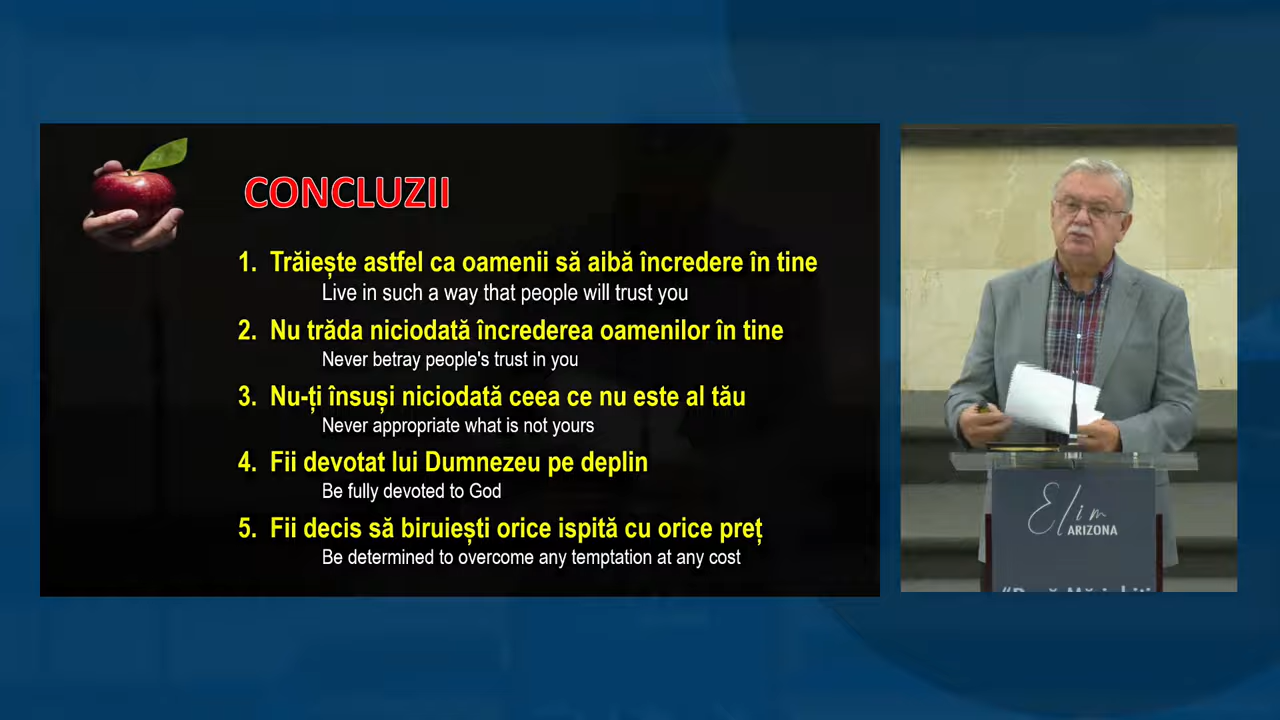 CONCLUZII
1. Trăiește astfel ca oamenii să aibă încredere în tine
Live in such a way that people will trust you
2. Nu trăda niciodată încrederea oamenilor în tine
Never betray people's trust in you
3. Nu-ți însuși niciodată ceea ce nu este al tău
Never appropriate what is not yours
4. Fii devotat lui Dumnezeu pe deplin
Be fully devoted to God
5. Fii decis să biruiești orice ispită cu orice preț
Be determined to overcome any temptation at any cost
Elim
ARIZONA